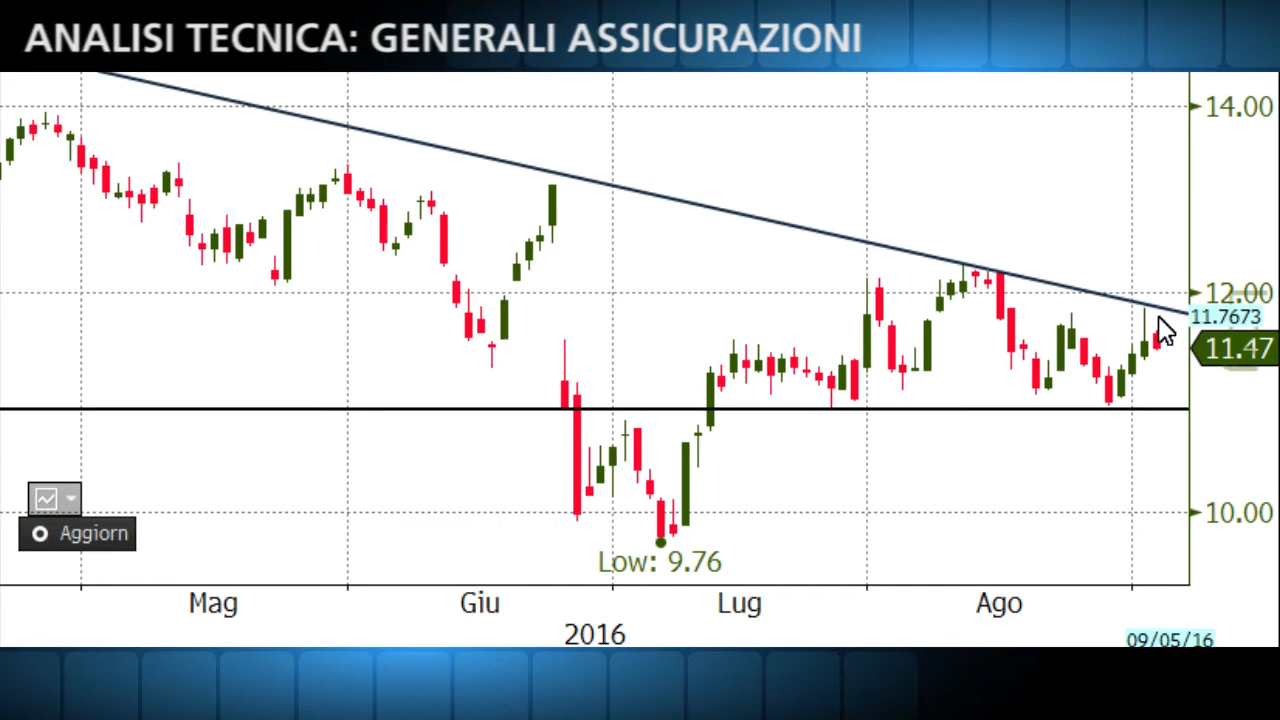 ANALISI TECNICA: GENERALI ASSICURAZIONI
14.00
12.00
11.7673
11.47
10.00
Aggiorn
Low: 9.76
Mag Giu Lug Ago
2016
09/05/16